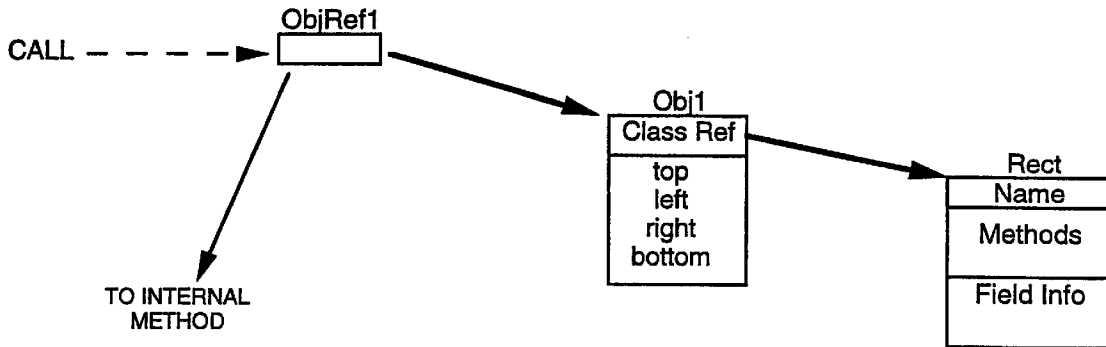 ObjRef1
CALL
Obj1
Class Ref
top
left
right
bottom
Rect
Name
Methods
Field Info
TO INTERNAL
METHOD